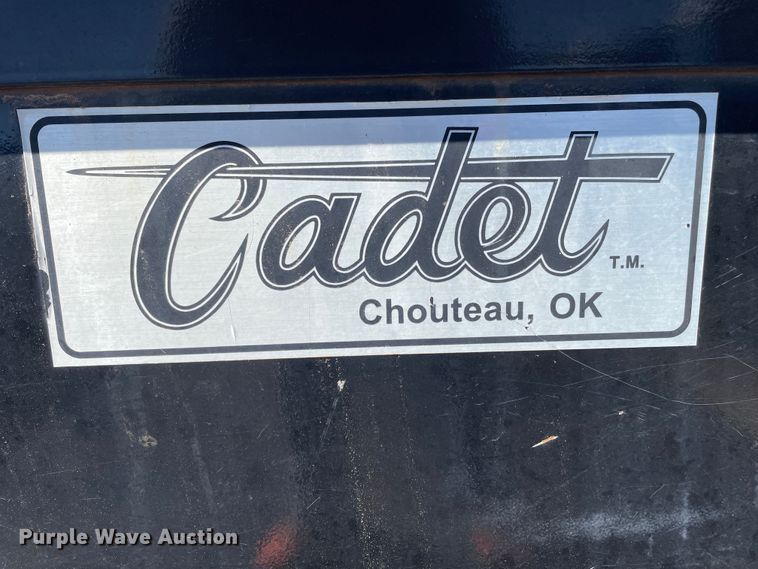 Cadet T.M.
Chouteau, OK
Purple Wave Auction